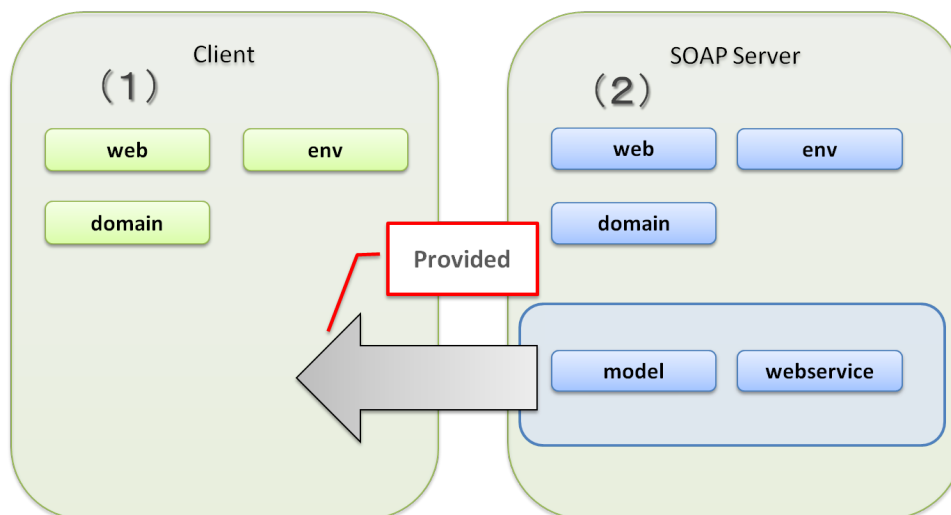 Client
（１）
web
env
domain
SOAP Server
（２）
web
env
domain
Provided
model
webservice